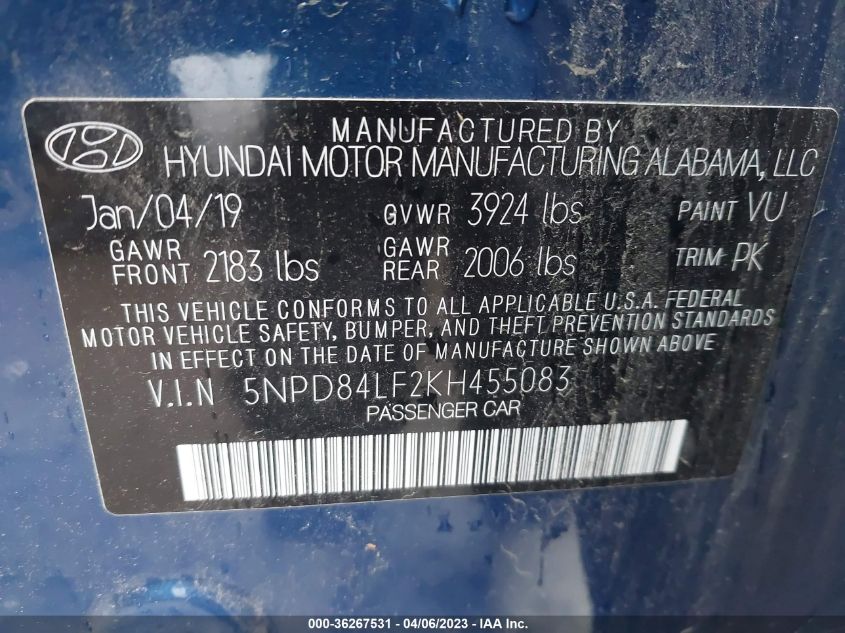 MANUFACTURED BY
HYUNDAI MOTOR MANUFACTURING ALABAMA, LLC
Jan/04/19 GVWR 3924 lbs PAINT VU
GAWR FRONT 2183 lbs GAWR REAR 2006 lbs TRIM- PK
THIS VEHICLE CONFORMS TO ALL APPLICABLE U.S.A. FEDERAL
MOTOR VEHICLE SAFETY, BUMPER, AND THEFT PREVENTION STANDARDS
IN EFFECT ON THE DATE OF MANUFACTURE SHOWN ABOVE
V.I.N 5NPD84LF2KH455083
PASSENGER CAR
000-36267531 - 04/06/2023 - IAA Inc.